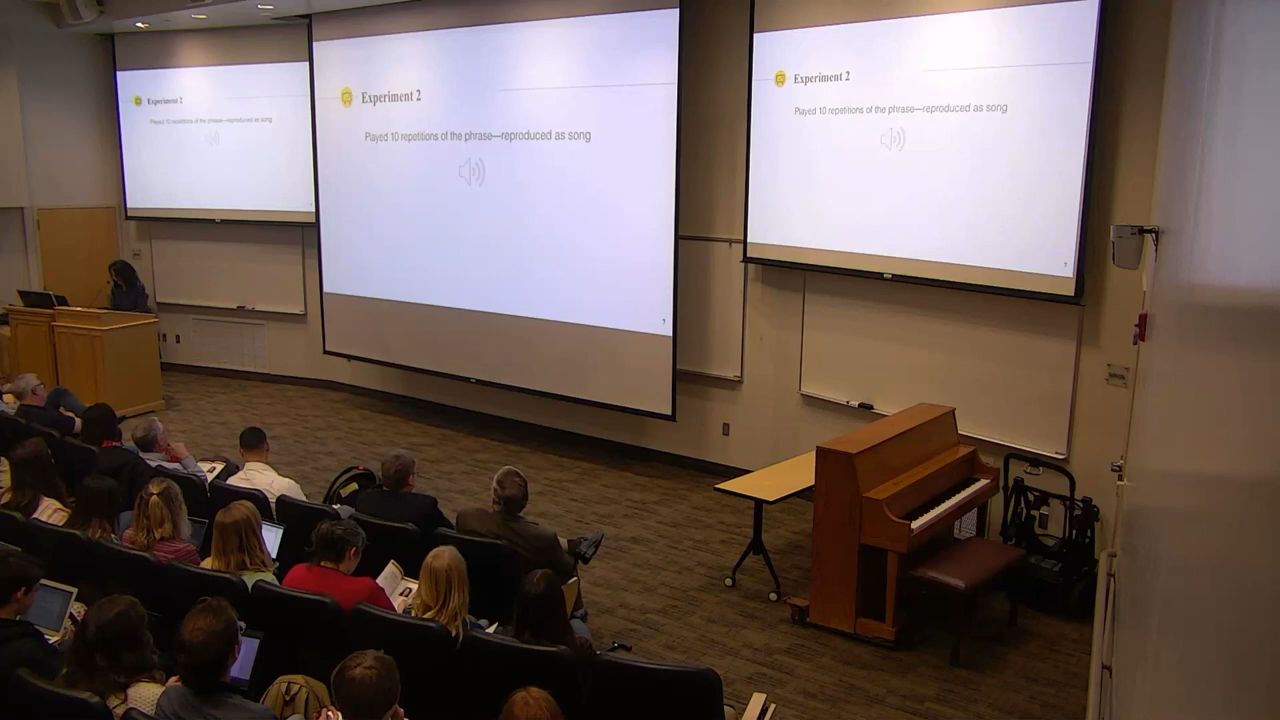 Experiment 2
Played 10 repetitions of the phrase—reproduced as song
Experiment 2
Played 10 repetitions of the phrase—reproduced as song
Experiment 2
Played 10 repetitions of the phrase—reproduced as song